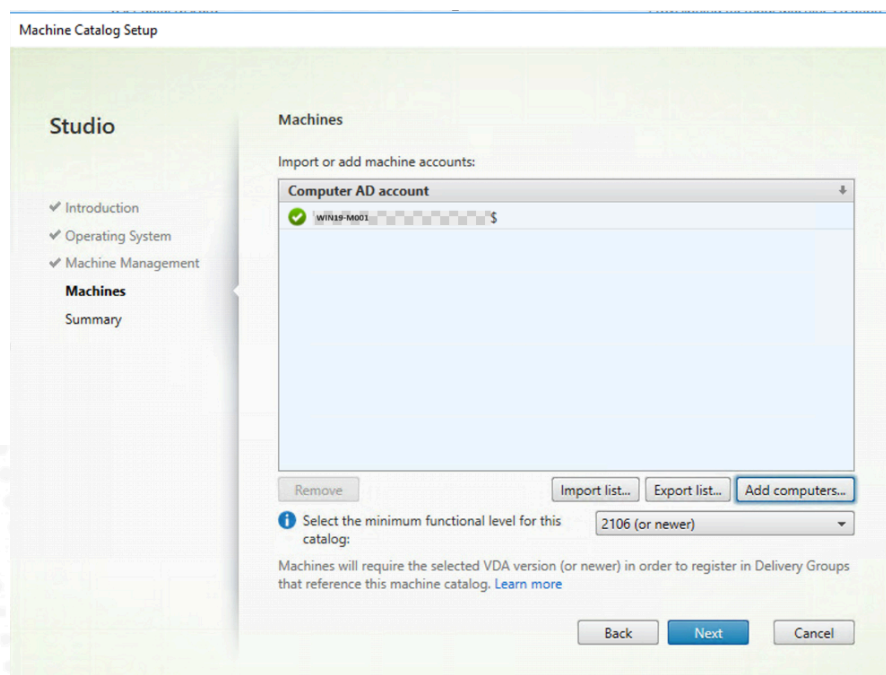 Machine Catalog Setup
Studio
Introduction
Operating System
Machine Management
Machines
Summary
Machines
Import or add machine accounts:
Computer AD account
WIN19-M001 $
Remove
Import list...
Export list...
Add computers...
Select the minimum functional level for this
catalog:
2106 (or newer)
Machines will require the selected VDA version (or newer) in order to register in Delivery Groups
that reference this machine catalog. Learn more
Back
Next
Cancel